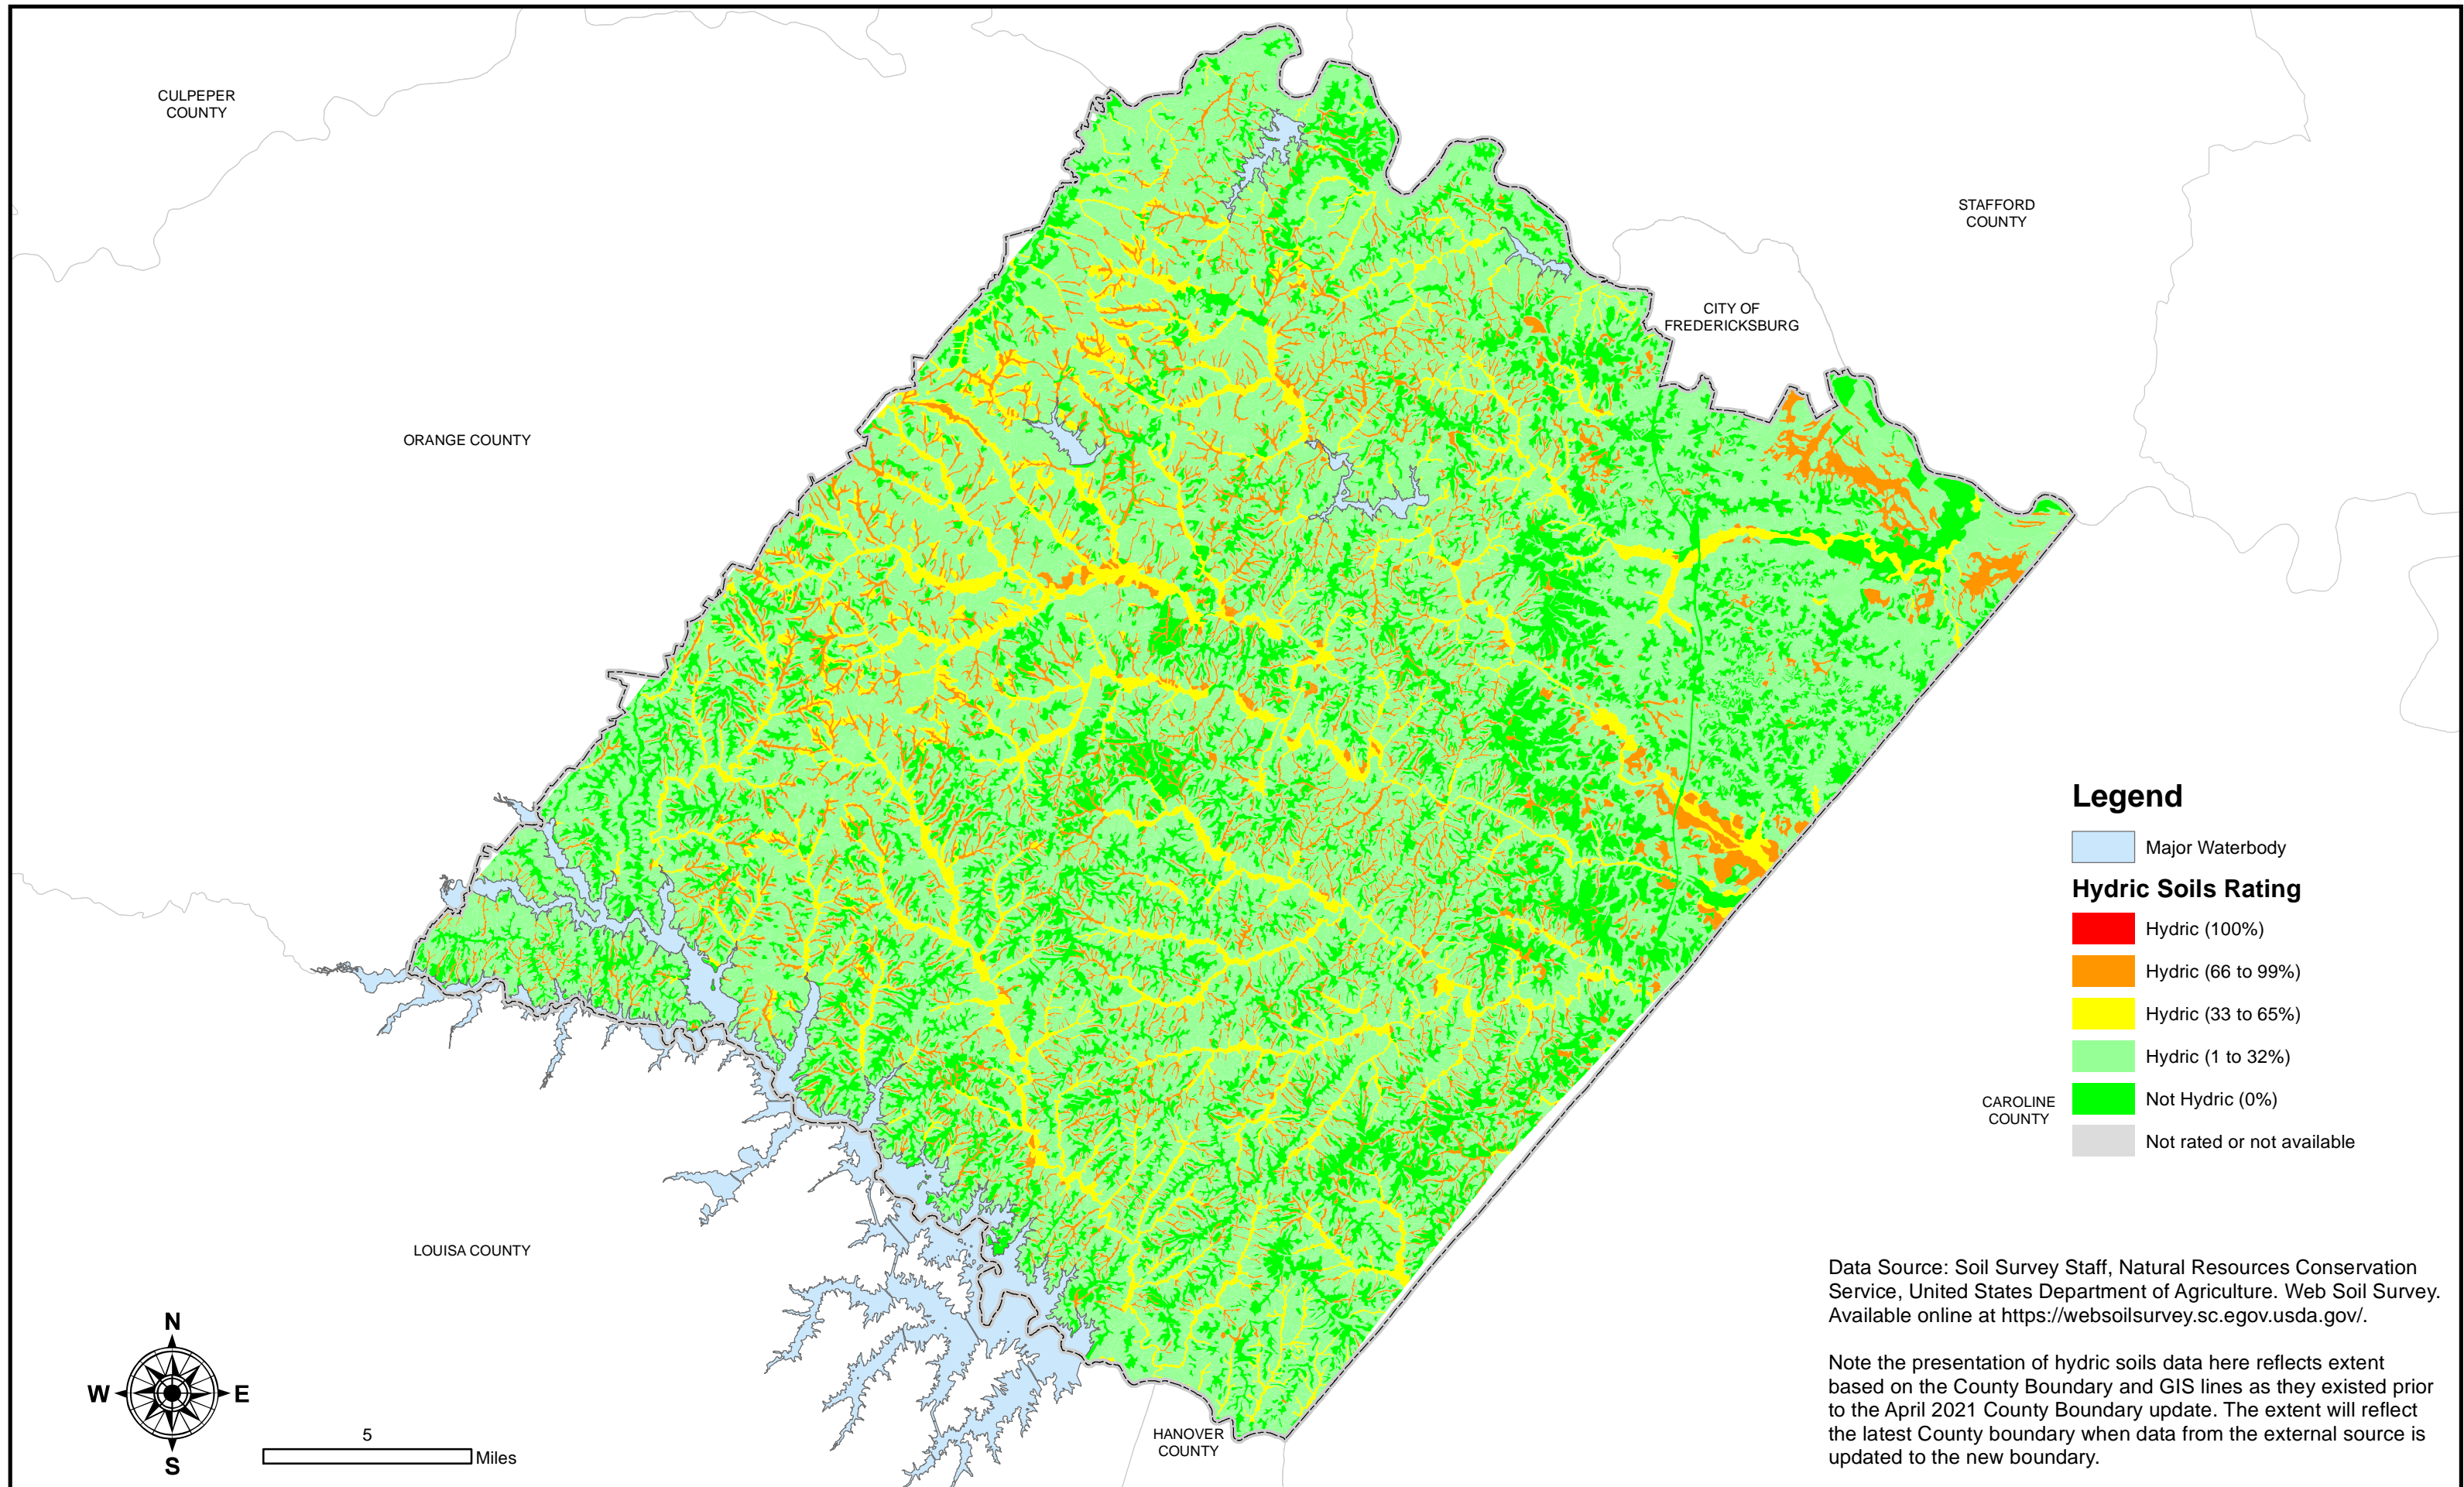 CULPEPER
COUNTY
STAFFORD
COUNTY
CITY OF
FREDERICKSBURG
ORANGE COUNTY
Legend
Major Waterbody
Hydric Soils Rating
Hydric (100%)
Hydric (66 to 99%)
Hydric (33 to 65%)
Hydric (1 to 32%)
Not Hydric (0%)
Not rated or not available
CAROLINE
COUNTY
LOUISA COUNTY
Data Source: Soil Survey Staff, Natural Resources Conservation
Service, United States Department of Agriculture. Web Soil Survey.
Available online at https://websoilsurvey.sc.egov.usda.gov/.
Note the presentation of hydric soils data here reflects extent
based on the County Boundary and GIS lines as they existed prior
to the April 2021 County Boundary update. The extent will reflect
the latest County boundary when data from the external source is
updated to the new boundary.
N
W
E
S
5
Miles
HANOVER
COUNTY